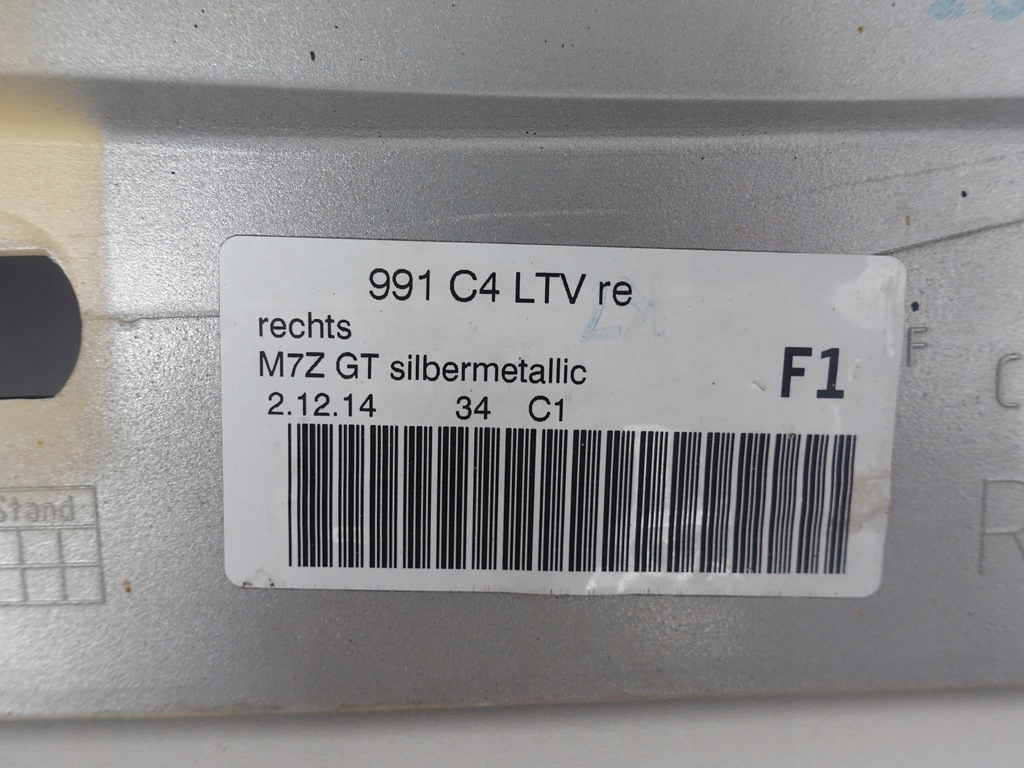 991 C4 LTV re
rechts
M7Z GT silbermetallic
F1
2.12.14 34 C1
F
C
Stand
R